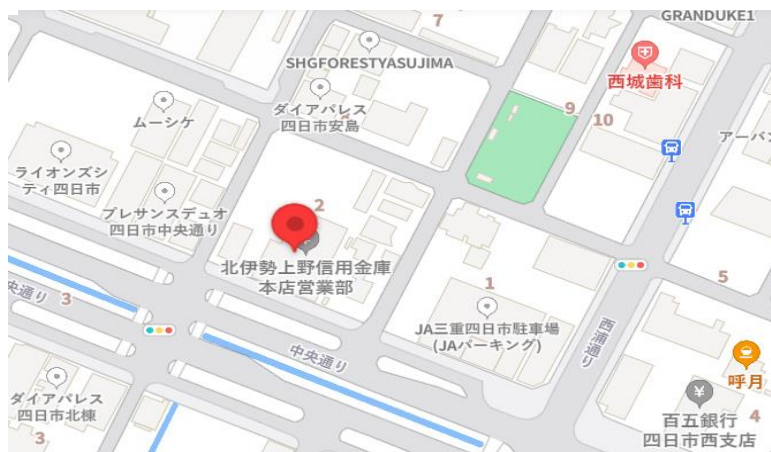 GRANDUKE1
7
SHGFORESTYASUJIMA
西城歯科
ダイアパレス
四日市安島
9
10
ムーシケ
アーバ
ライオンズシ
ティ四日市
プレサンスデュオ
四日市中央通り
2
北伊勢上野信用金庫
本店営業部
1
5
3
央通り
JA三重四日市駐車場
(JAパーキング)
西浦通り
中央通り
呼月
ダイアパレス
四日市北棟
百五銀行
四日市西支店
4
3